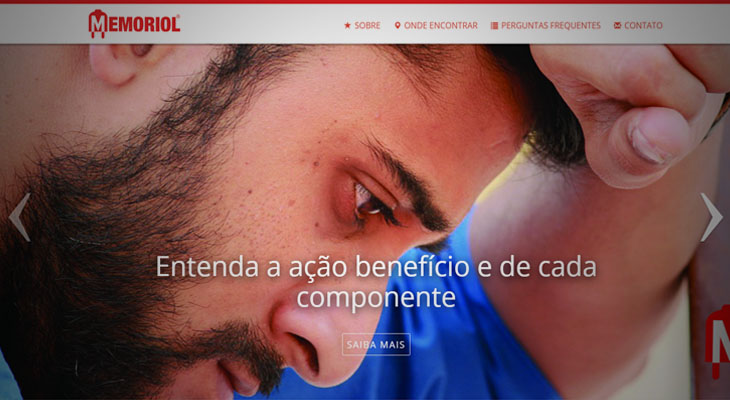 MEMORIOL®
SOBRE
ONDE ENCONTRAR
PERGUNTAS FREQUENTES
CONTATO
Entenda a ação benefício e de cada
componente
SAIBA MAIS
M